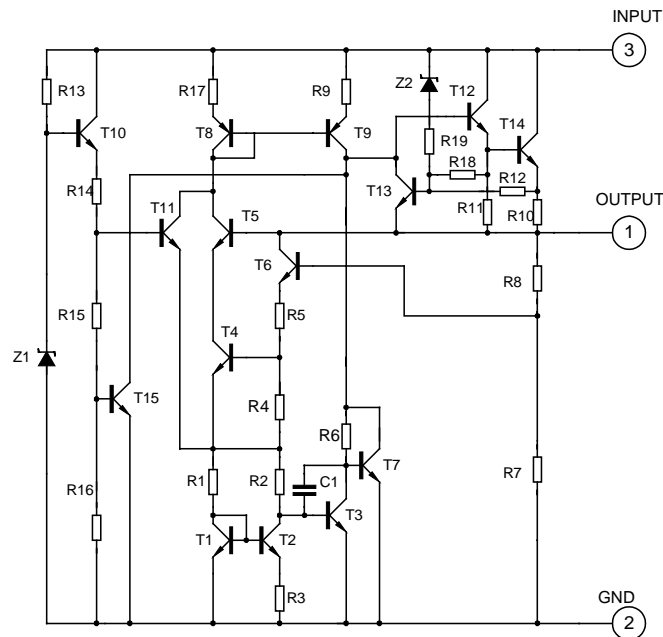 INPUT
3
R13
R17
R9
Z2
T12
T10
T8
T9
T14
R19
R14
R18
R12
T13
T11
T5
R11
R10
OUTPUT
1
T6
R8
R15
R5
Z1
T4
T15
R4
R6
T7
R7
R16
R1
R2
C1
T3
T1
T2
R3
GND
2